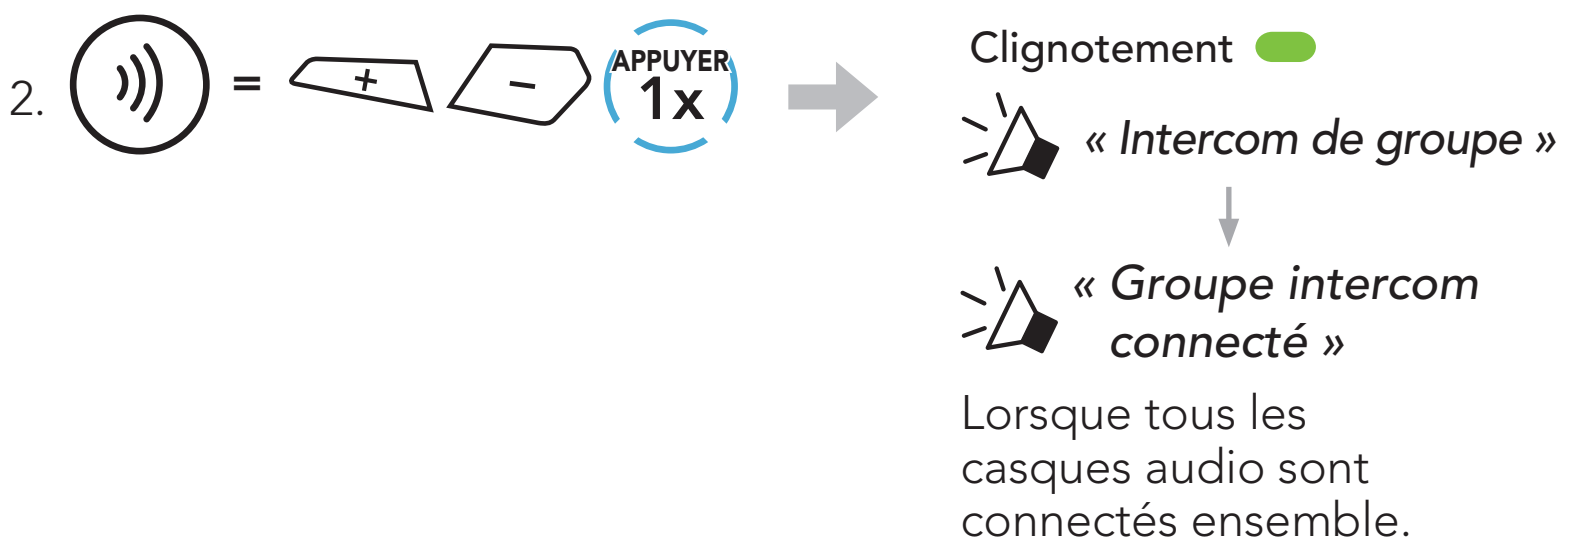 2.
=
+
−
APPUYER
1x
Clignotement
« Intercom de groupe »
« Groupe intercom
connecté »
Lorsque tous les
casques audio sont
connectés ensemble.